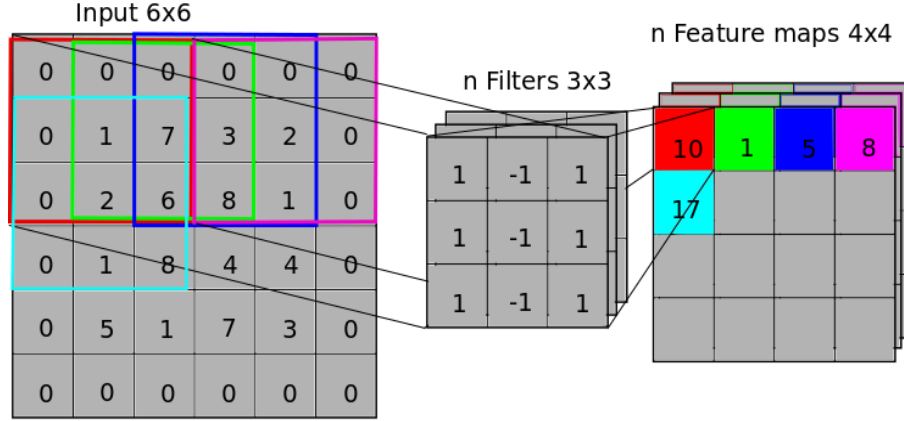 Input 6x6
n Feature maps 4x4
n Filters 3x3
0 0 0 0 0 0
0 1 7 3 2 0
0 2 6 8 1 0
0 1 8 4 4 0
0 5 1 7 3 0
0 0 0 0 0 0
1 -1 1
1 -1 1
1 -1 1
10 1 5 8
17